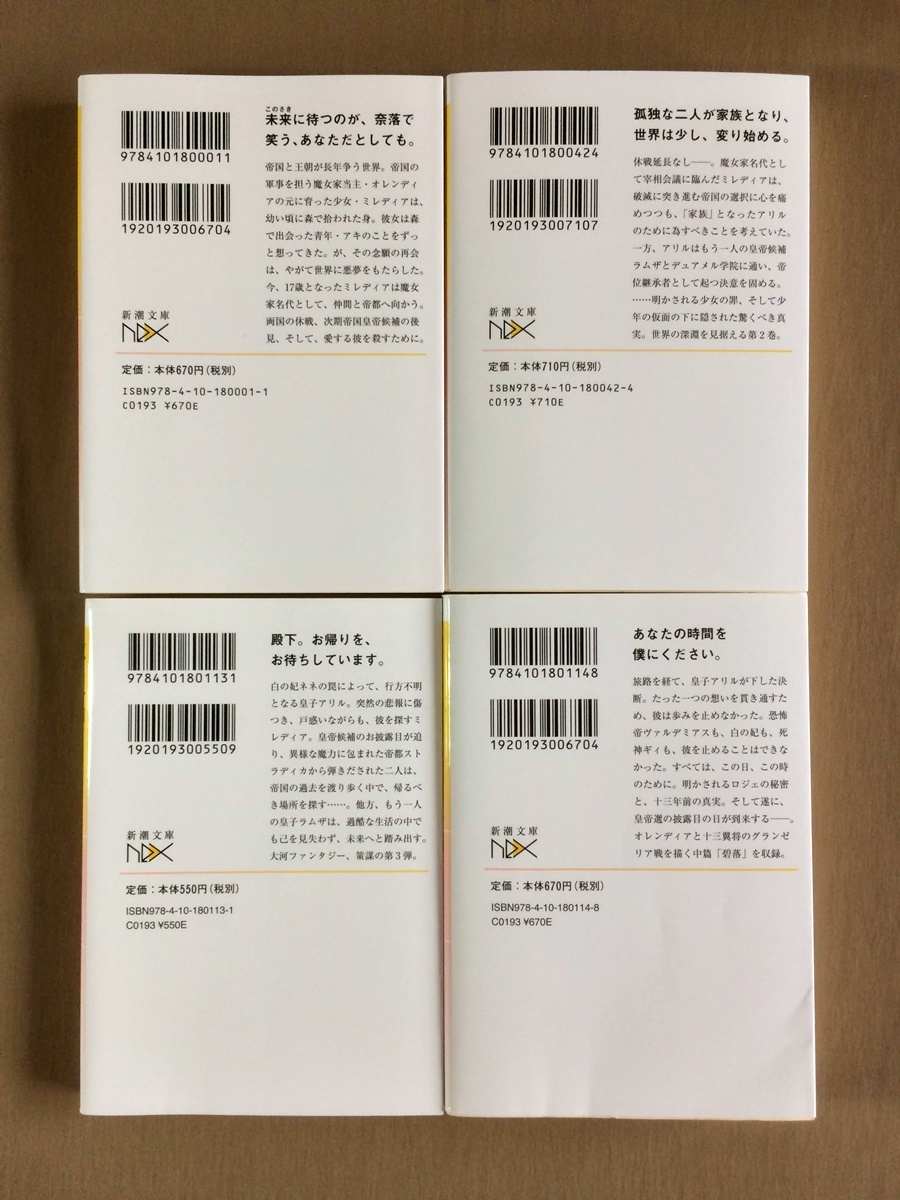 9784101800011
1920193006704
このさき
未来に待つのが、奈落で
笑う、あなただとしても。
帝国と王朝が長年争う世界。帝国の
軍事を担う魔女家当主・オレンディ
アの元に育った少女・ミレディアは、
幼い頃に森で拾われた身。彼女は森
で出会った青年・アキのことをずっ
と想ってきた。が、その念願の再会
は、やがて世界に悪夢をもたらした。
今、17歳となったミレディアは魔女
家名代として、仲間と帝都へ向かう。
両国の休戦、次期帝国皇帝候補の後
見、そして、愛する彼を殺すために。
新潮文庫
nex
定価：本体670円(税別)
ISBN978-4-10-180001-1
C0193 ¥670E
9784101800424
1920193007107
孤独な二人が家族となり、
世界は少し、変り始める。
休戦延長なし──。魔女家名代とし
て宰相会議に臨んだミレディアは、
破滅に突き進む帝国の選択に心を痛
めつつも、「家族」となったアリル
のために為すべきことを考えていた。
一方、アリルはもう一人の皇帝候補
ラムザとデュアメル学院に通い、帝
位継承者として起つ決意を固める。
……明かされる少女の罪、そして少
年の仮面の下に隠された驚くべき真
実。世界の深淵を見据える第2巻。
新潮文庫
nex
定価：本体710円(税別)
ISBN978-4-10-180042-4
C0193 ¥710E
9784101801131
1920193005509
殿下。お帰りを、
お待ちしています。
白の妃ネネの罠によって、行方不明
となる皇子アリル。突然の悲報に傷
つき、戸惑いながらも、彼を探すミ
レディア。皇帝候補のお披露目が迫
り、異様な魔力に包まれた帝都スト
ラディカから弾きだされた二人は、
帝国の過去を渡り歩く中で、帰るべ
き場所を探す……。他方、もう一人
の皇子ラムザは、過酷な生活の中で
も己を見失わず、未来へと踏み出す。
大河ファンタジー、策謀の第3弾。
新潮文庫
nex
定価：本体550円(税別)
ISBN978-4-10-180113-1
C0193 ¥550E
9784101801148
1920193006704
あなたの時間を
僕にください。
旅路を経て、皇子アリルが下した決
断。たった一つの想いを貫き通すた
め、彼は歩みを止めなかった。恐怖
帝ヴァルデミアスも、白の妃も、死
神ギィも、彼を止めることはできな
かった。すべては、この日、この時
のために。明かされるロジェの秘密
と、十三年前の真実。そして遂に、
皇帝選の披露目の日が到来する──。
オレンディアと十三翼将のグランゼ
リア戦を描く中篇「碧落」を収録。
新潮文庫
nex
定価：本体670円(税別)
ISBN978-4-10-180114-8
C0193 ¥670E